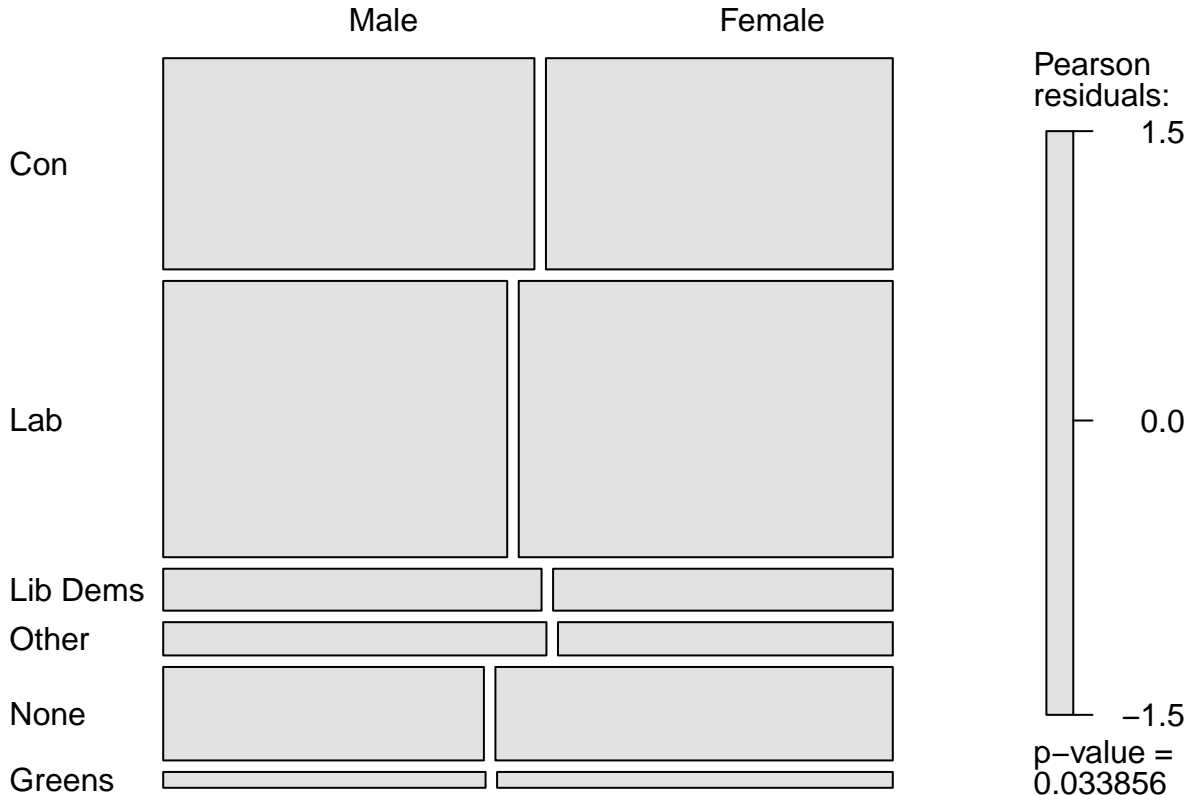 Male Female
Pearson
residuals:
1.5
Con
Lab
0.0
Lib Dems
Other
None
−1.5
p−value =
Greens
0.033856